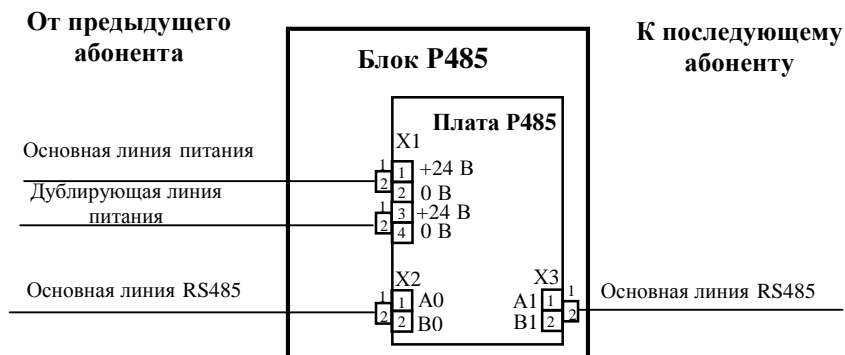 От предыдущего
абонента
К последующему
абоненту
Блок Р485
Плата Р485
X1
Основная линия питания
1
2
1 +24 В
2 0 В
Дублирующая линия
питания
1
2
3 +24 В
4 0 В
X2
X3
Основная линия RS485
1
2
1 A0
2 B0
A1 1
B1 2
1
2
Основная линия RS485